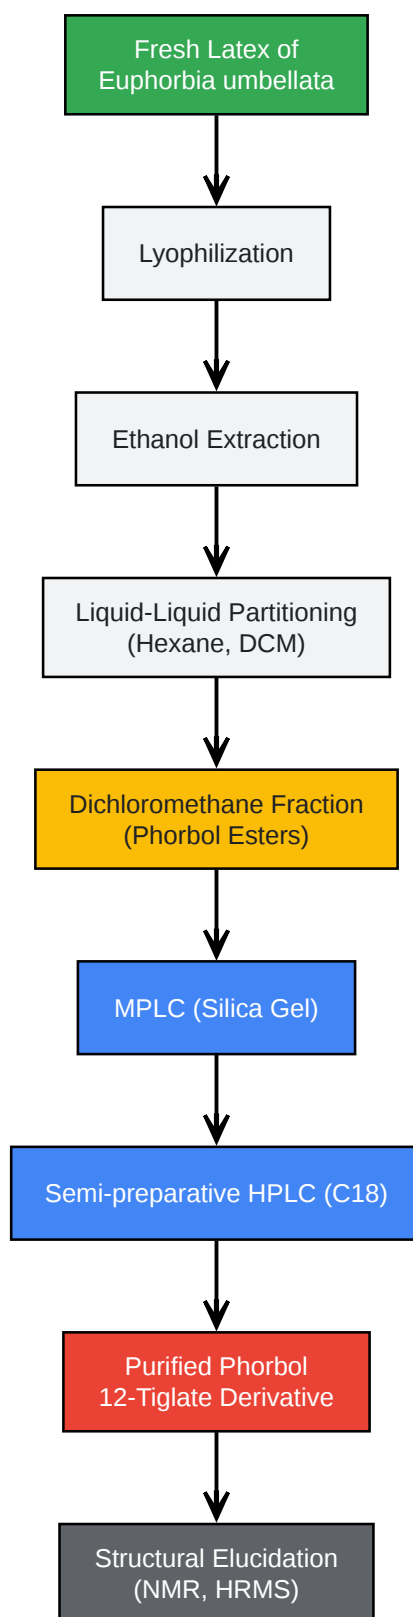 Fresh Latex of
Euphorbia umbellata
Lyophilization
Ethanol Extraction
Liquid-Liquid Partitioning
(Hexane, DCM)
Dichloromethane Fraction
(Phorbol Esters)
MPLC (Silica Gel)
Semi-preparative HPLC (C18)
Purified Phorbol
12-Tiglate Derivative
Structural Elucidation
(NMR, HRMS)